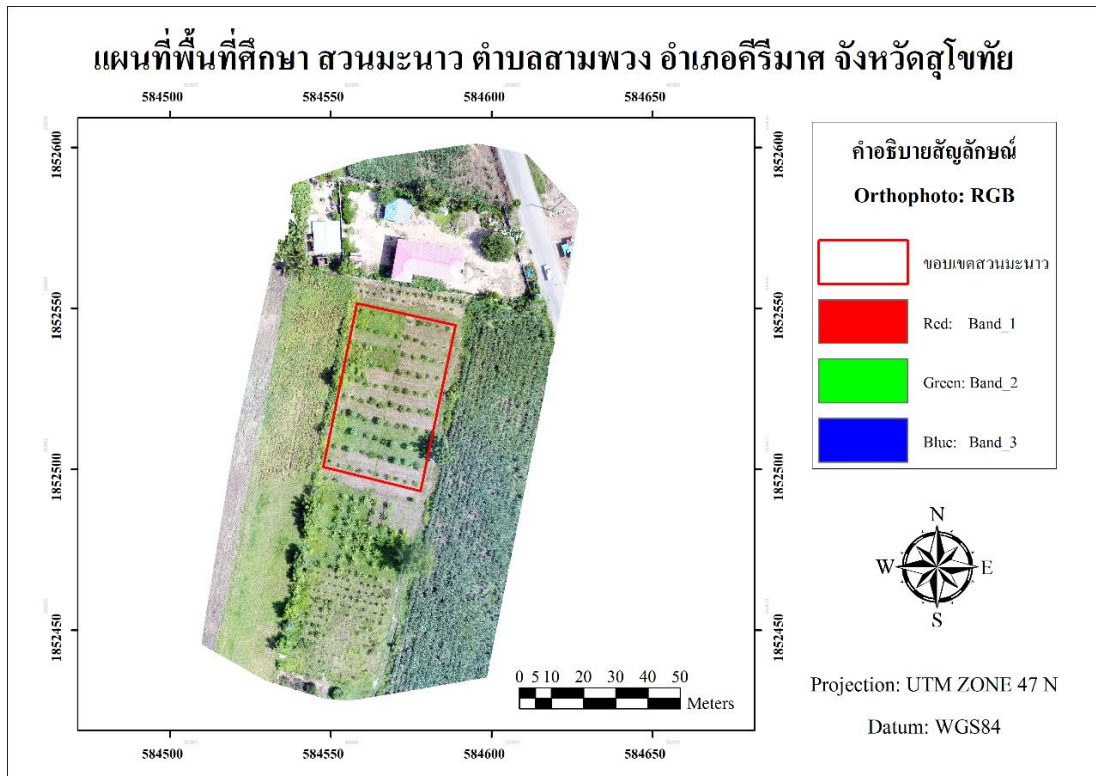 แผนที่พื้นที่ศึกษา สวนมะนาว ตำบลสามพวง อำเภอคีรีมาศ จังหวัดสุโขทัย
584500 584550 584600 584650
1852600
1852550
1852500
1852450
1852600
1852550
1852500
1852450
584500 584550 584600 584650
0 5 10 20 30 40 50
Meters
คำอธิบายสัญลักษณ์
Orthophoto: RGB
ขอบเขตสวนมะนาว
Red: Band_1
Green: Band_2
Blue: Band_3
N
W E
S
Projection: UTM ZONE 47 N
Datum: WGS84